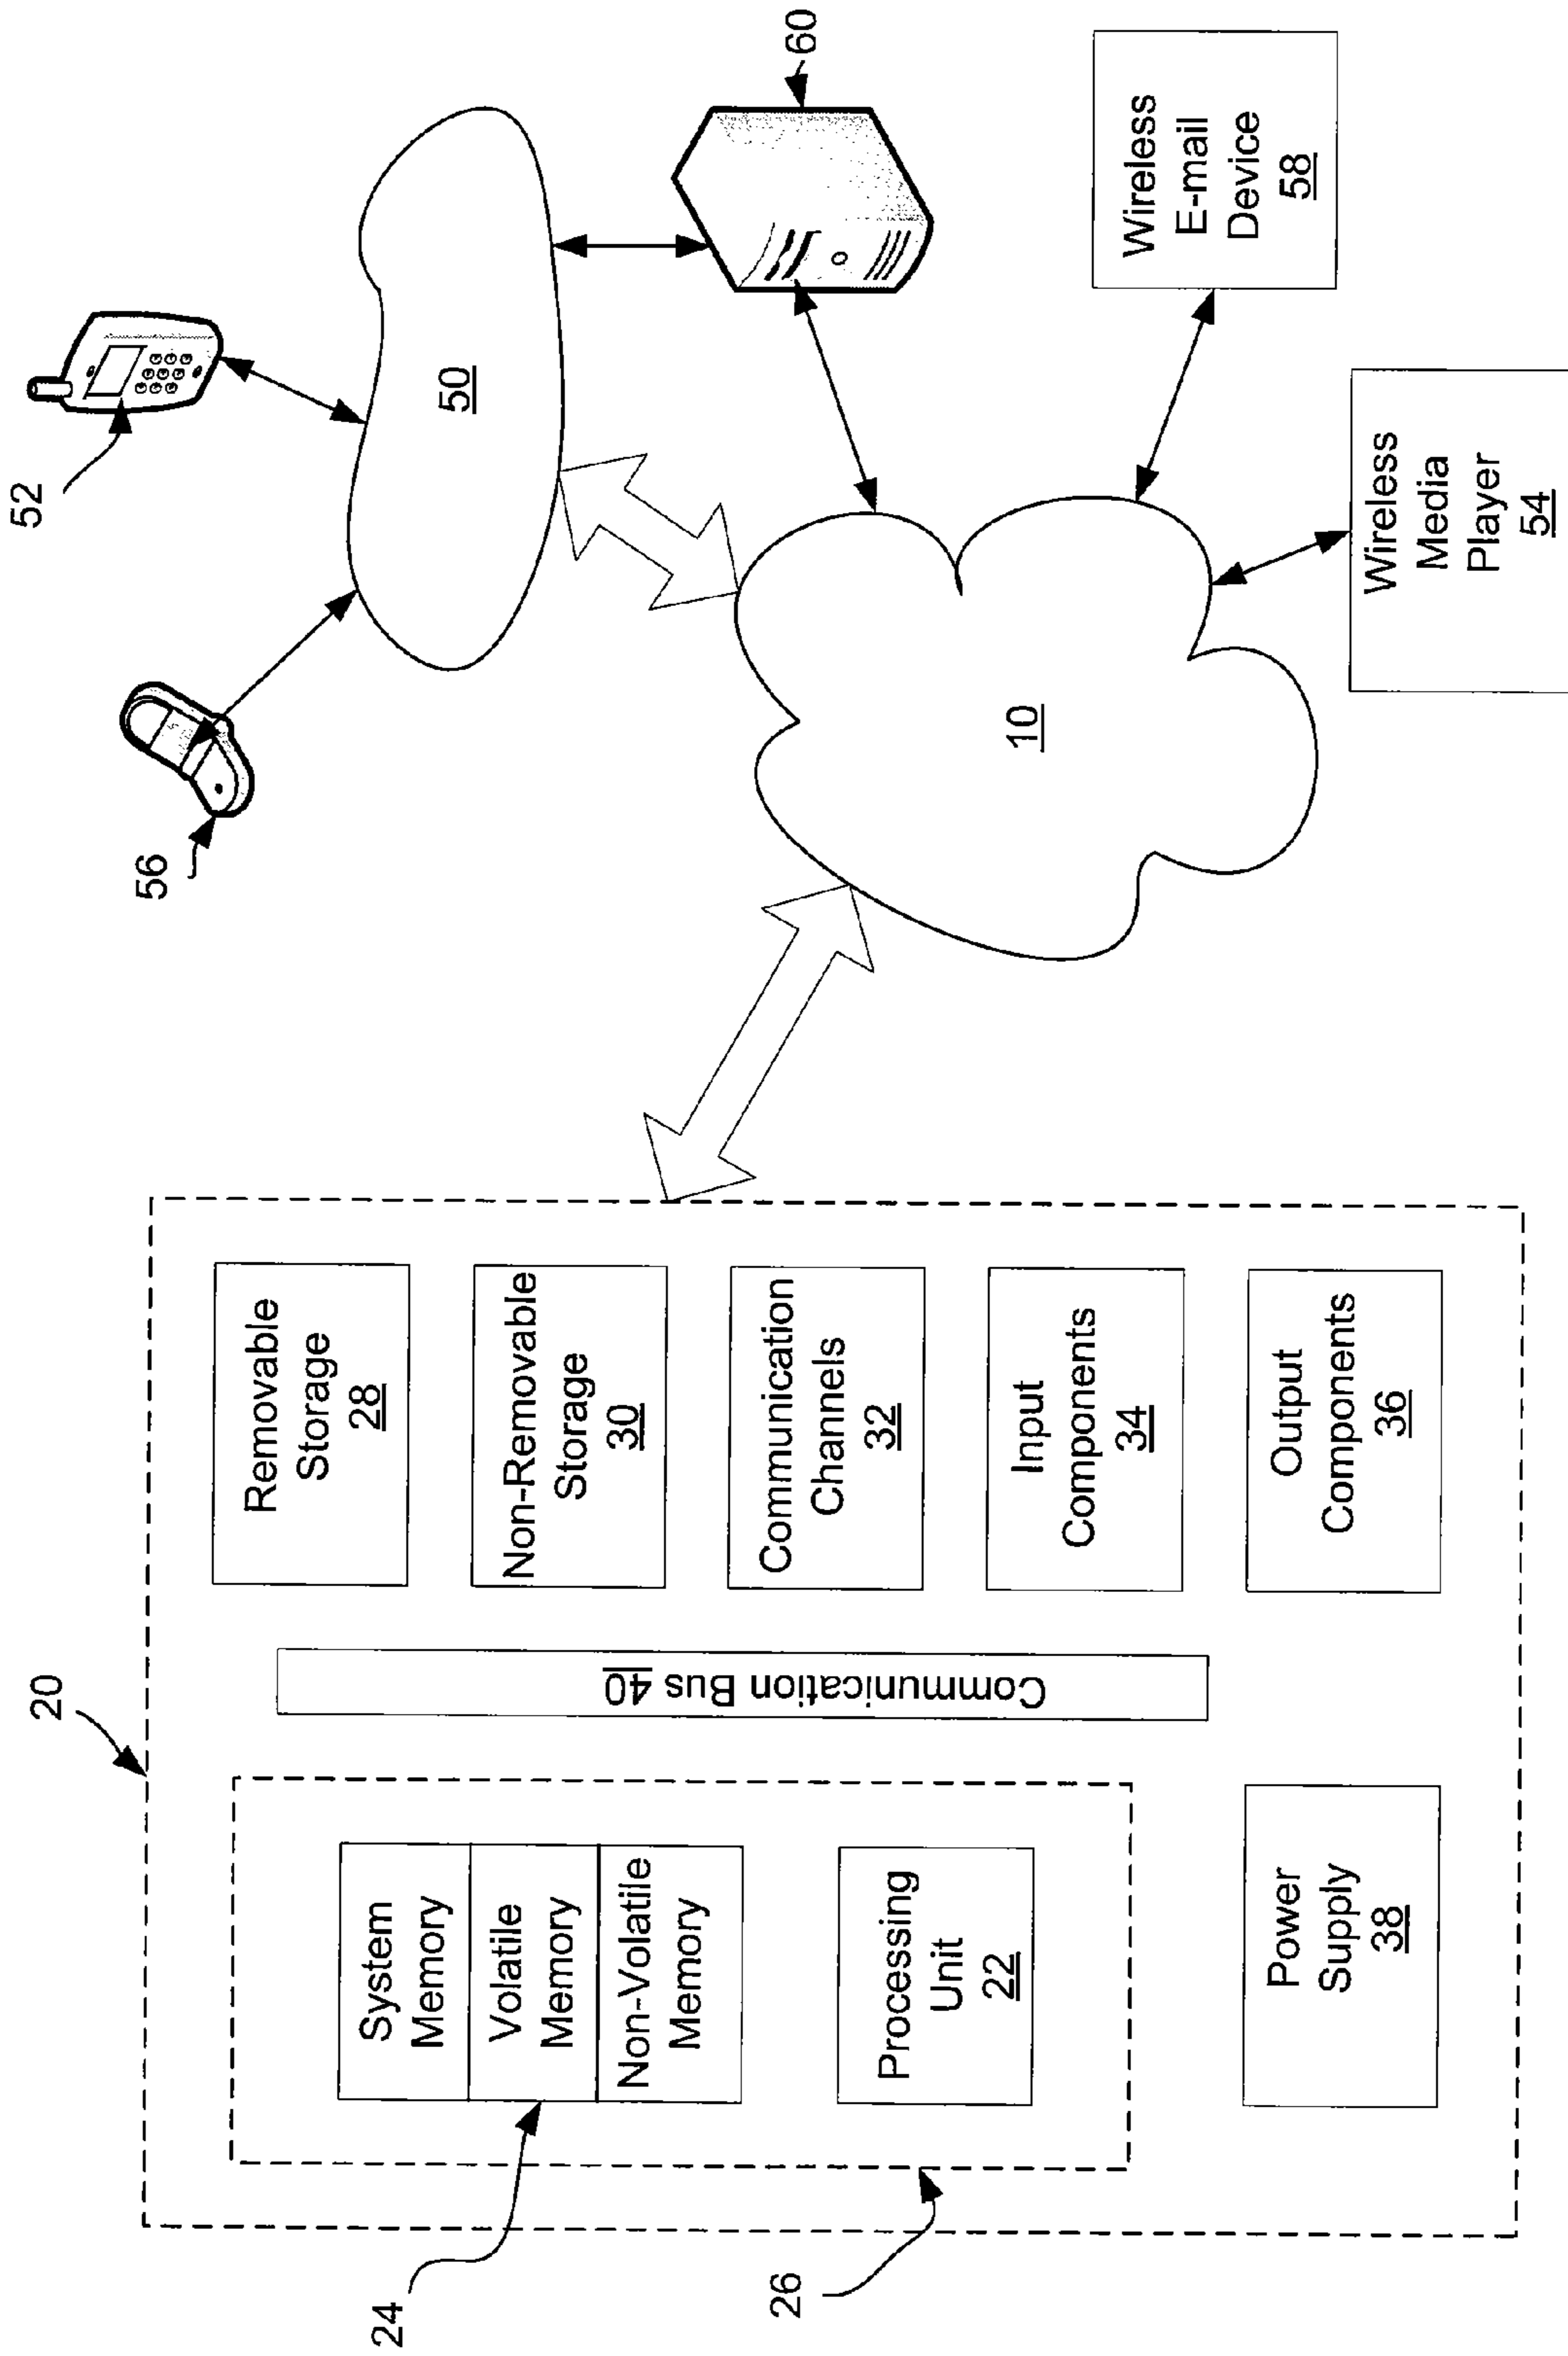 20
System
Memory
Volatile
Memory
Non-Volatile
Memory
24
Processing
Unit
22
26
Power
Supply
38
Communication Bus 40
Removable
Storage
28
Non-Removable
Storage
30
Communication
Channels
32
Input
Components
34
Output
Components
36
56
52
50
60
10
Wireless
E-mail
Device
58
Wireless
Media
Player
54